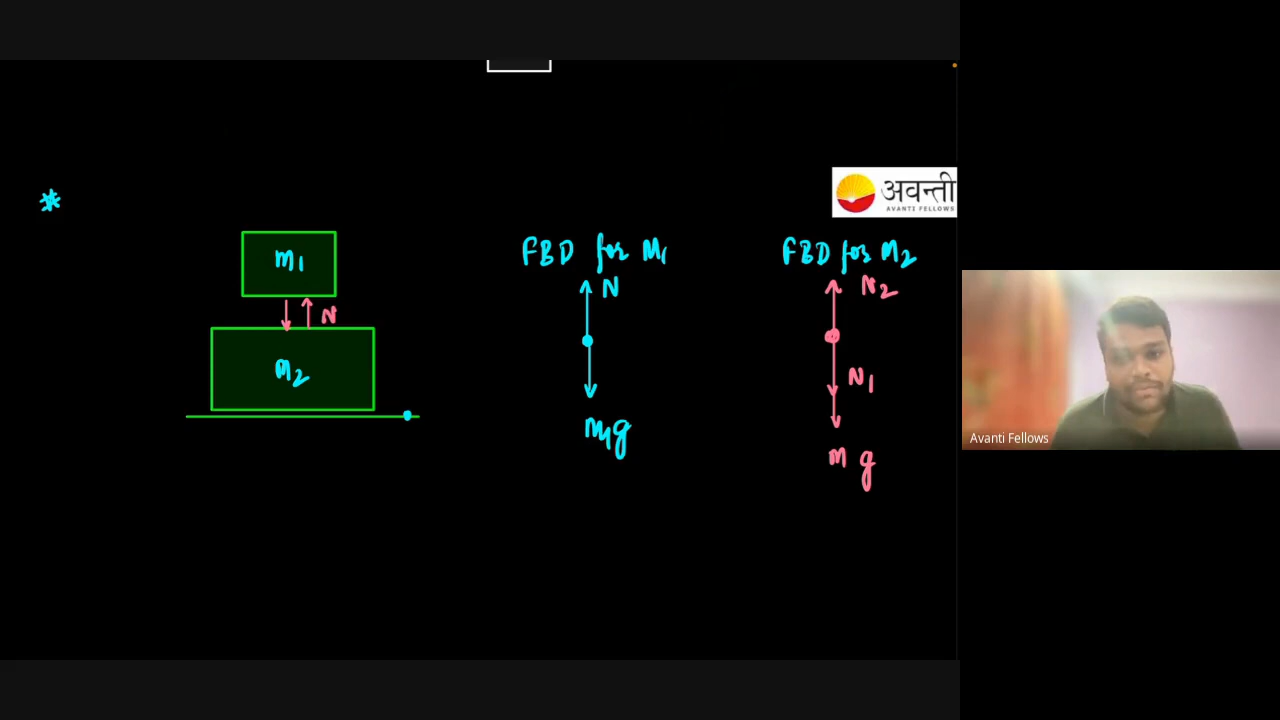 अवन्ती
AVANTI FELLOWS
m1
N
m2
FBD for M1
N
m1g
FBD for M2
N2
N1
m g
Avanti Fellows